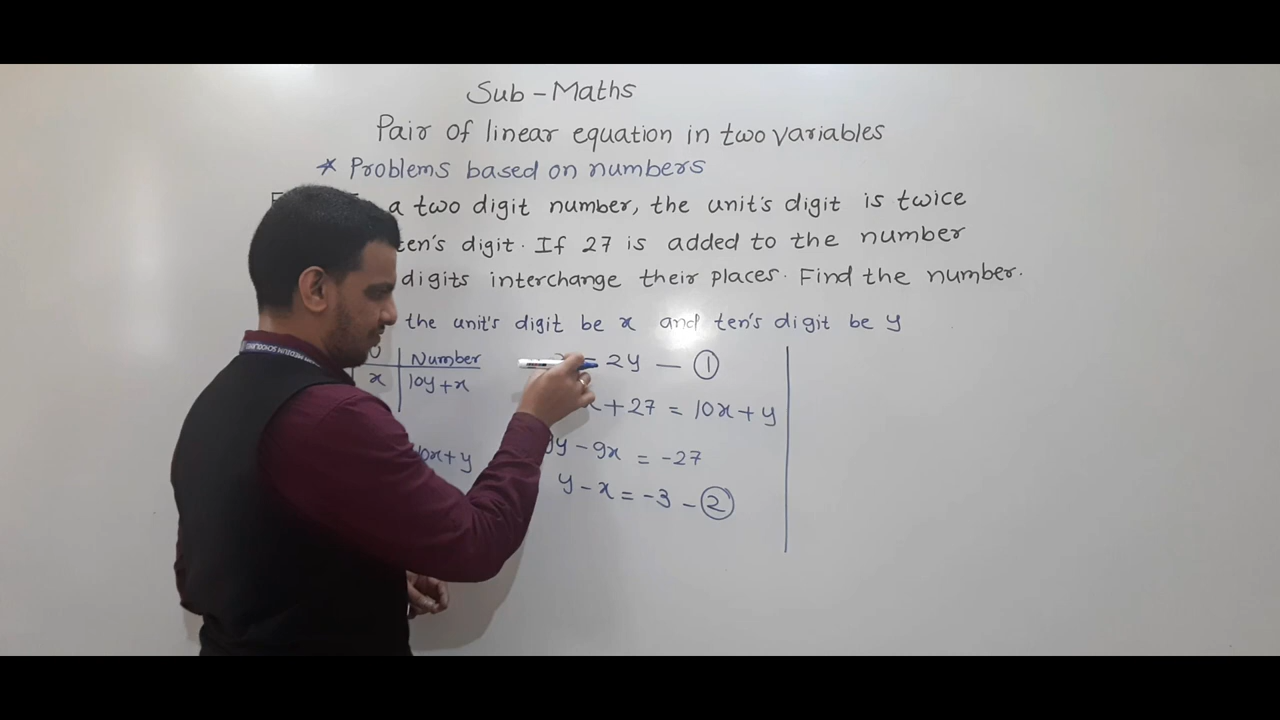 Sub - Maths
Pair of linear equation in two variables
* Problems based on numbers
a two digit number, the unit's digit is twice
ten's digit. If 27 is added to the number
digits interchange their places. Find the number.
the unit's digit be x and ten's digit be y
U Number
x 10y+x
= 2y — 1
x + 27 = 10x + y
10x + y
9y - 9x = -27
y - x = -3 - 2